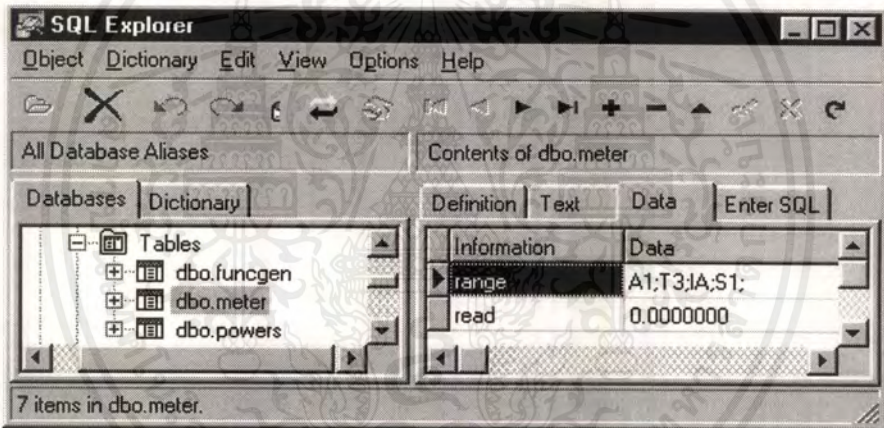 SQL Explorer
Object Dictionary Edit View Options Help
All Database Aliases
Contents of dbo.meter
Databases Dictionary
Definition Text Data Enter SQL
Tables
dbo.funcgen
dbo.meter
dbo.powers
Information Data
range A1;T3;IA;S1;
read 0.0000000
7 items in dbo.meter.